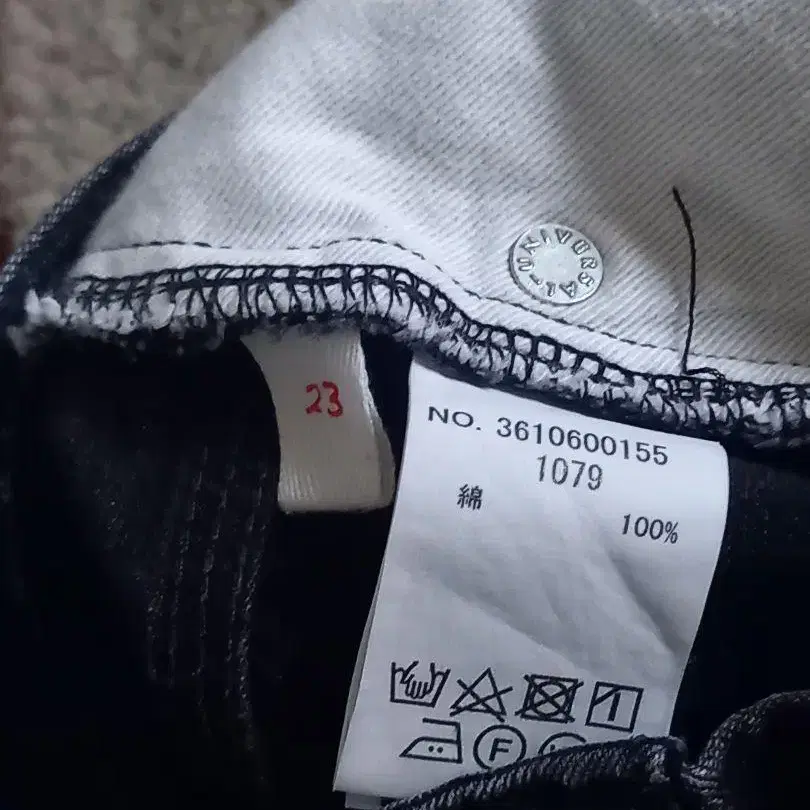 UNIVERSAL
23
NO. 3610600155
1079
綿 100%
F